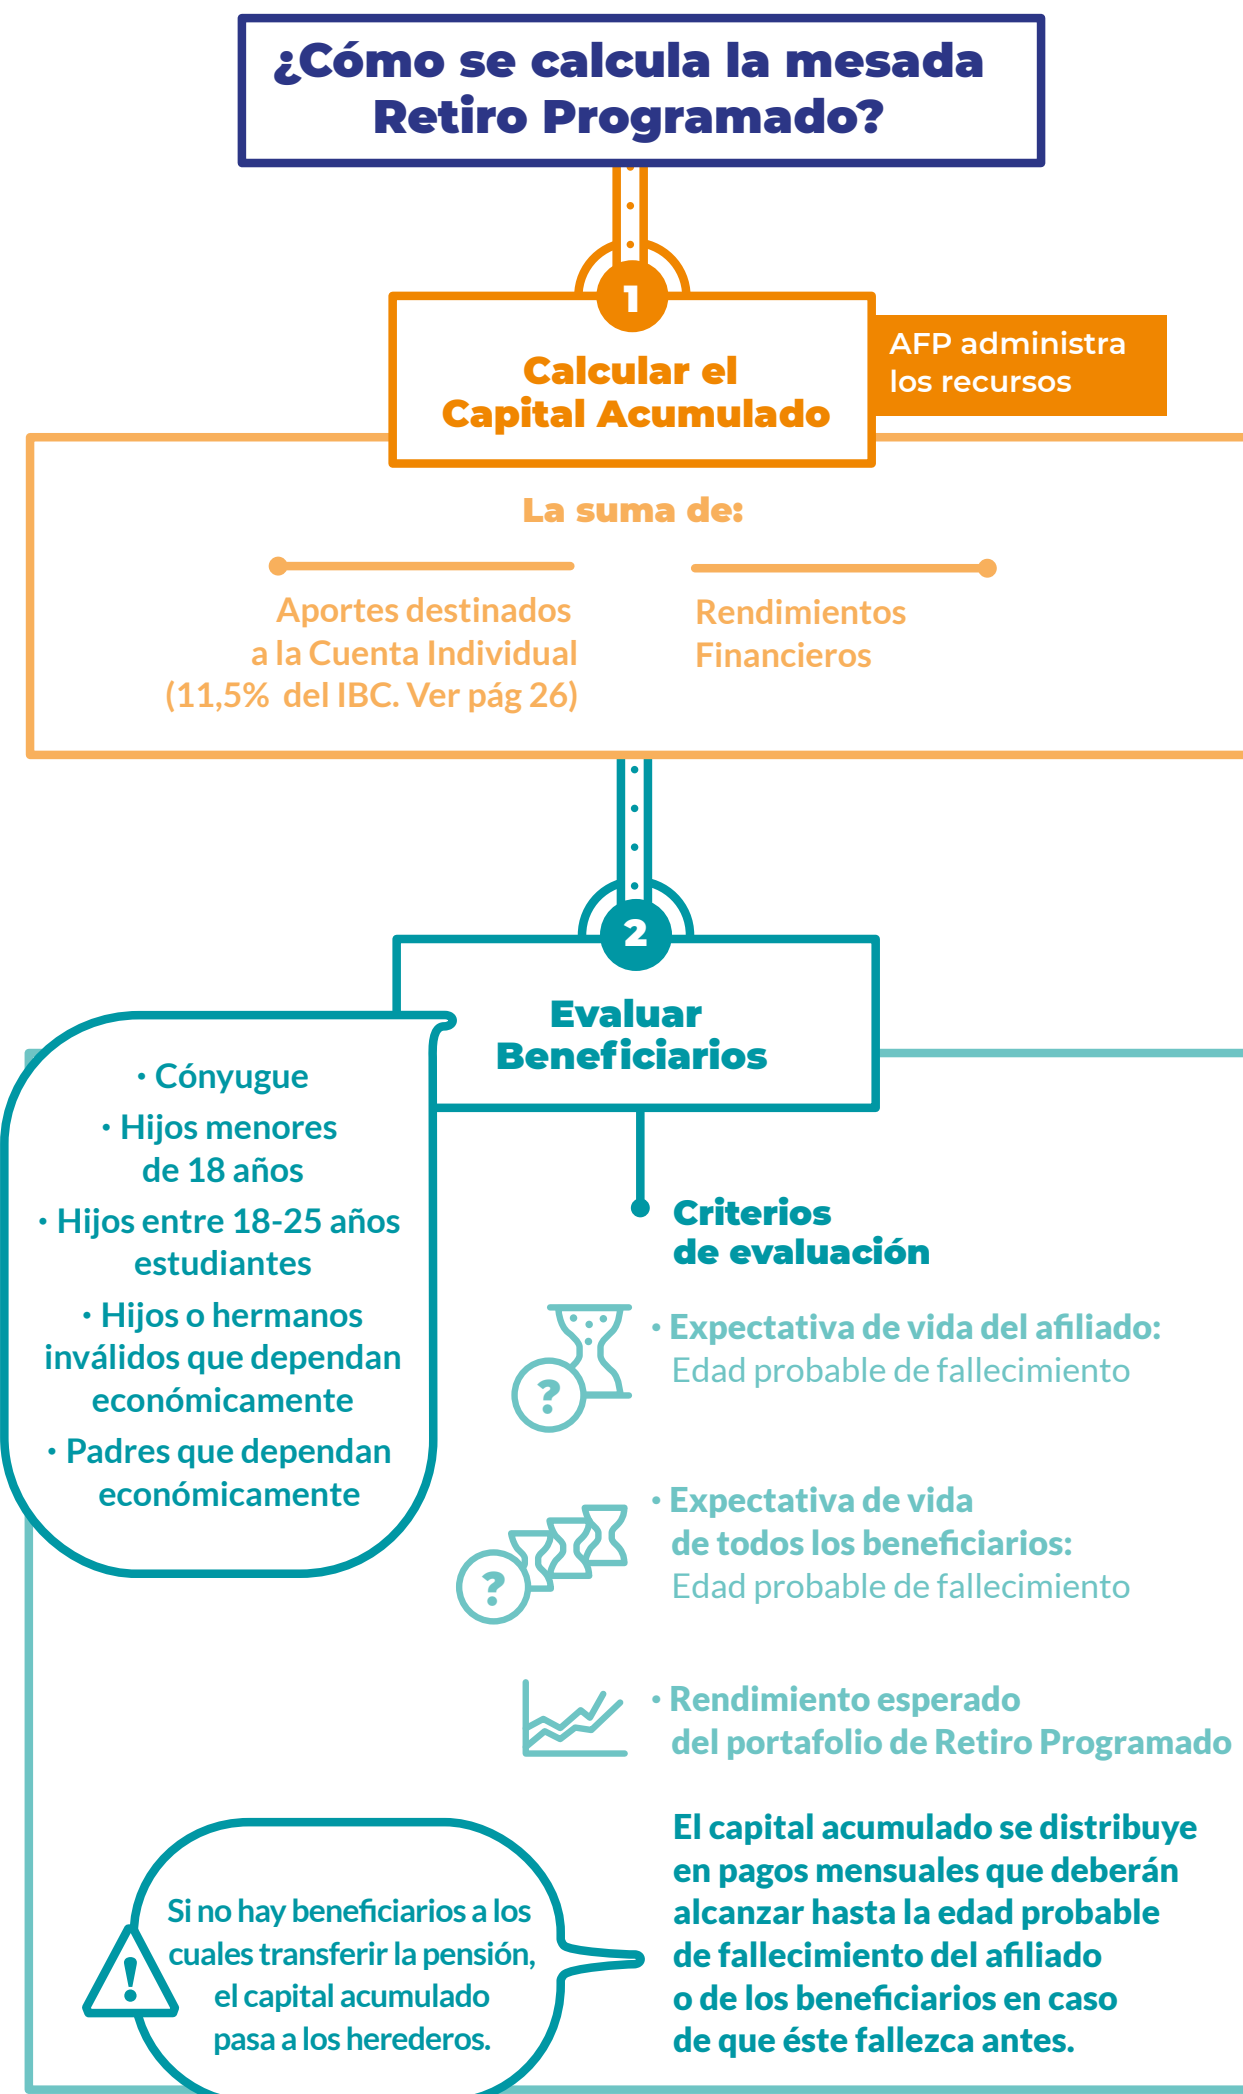 ¿Cómo se calcula la mesada
Retiro Programado?
1
Calcular el
Capital Acumulado
AFP administra
los recursos
La suma de:
Aportes destinados
a la Cuenta Individual
(11,5% del IBC. Ver pág 26)
Rendimientos
Financieros
2
Evaluar
Beneficiarios
· Cónyugue
· Hijos menores
de 18 años
· Hijos entre 18-25 años
estudiantes
· Hijos o hermanos
inválidos que dependan
económicamente
· Padres que dependan
económicamente
Criterios
de evaluación
?
· Expectativa de vida del afiliado:
Edad probable de fallecimiento
?
· Expectativa de vida
de todos los beneficiarios:
Edad probable de fallecimiento
· Rendimiento esperado
del portafolio de Retiro Programado
!
Si no hay beneficiarios a los
cuales transferir la pensión,
el capital acumulado
pasa a los herederos.
El capital acumulado se distribuye
en pagos mensuales que deberán
alcanzar hasta la edad probable
de fallecimiento del afiliado
o de los beneficiarios en caso
de que éste fallezca antes.